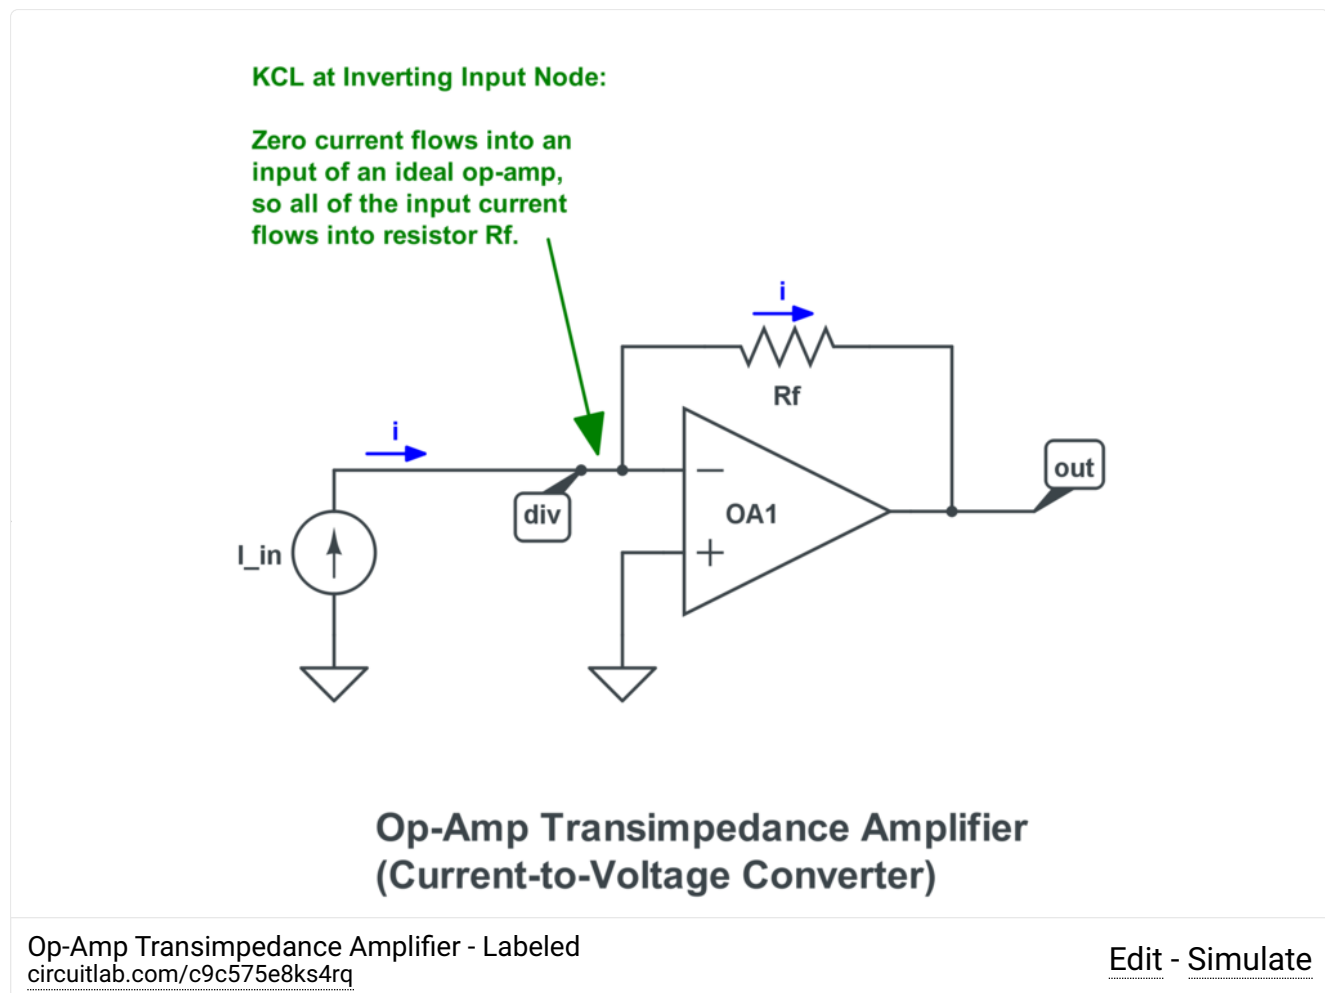 KCL at Inverting Input Node:
Zero current flows into an
input of an ideal op-amp,
so all of the input current
flows into resistor Rf.
i
Rf
i
out
div
OA1
I_in
Op-Amp Transimpedance Amplifier
(Current-to-Voltage Converter)
Op-Amp Transimpedance Amplifier - Labeled
circuitlab.com/c9c575e8ks4rq
Edit - Simulate